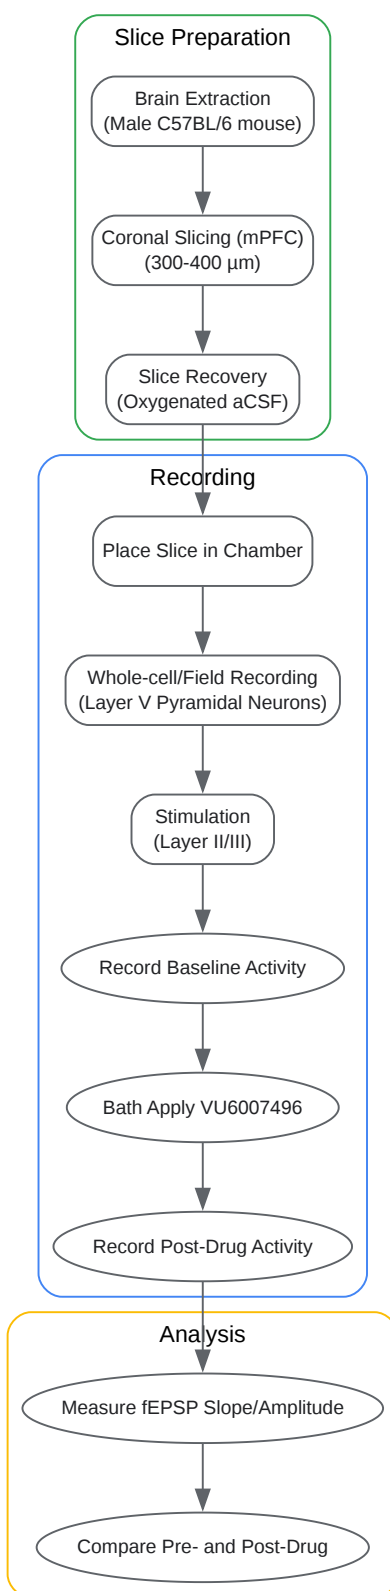 Slice Preparation
Brain Extraction
(Male C57BL/6 mouse)
Coronal Slicing (mPFC)
(300-400 µm)
Slice Recovery
(Oxygenated aCSF)
Recording
Place Slice in Chamber
Whole-cell/Field Recording
(Layer V Pyramidal Neurons)
Stimulation
(Layer II/III)
Record Baseline Activity
Bath Apply VU6007496
Record Post-Drug Activity
Analysis
Measure fEPSP Slope/Amplitude
Compare Pre- and Post-Drug